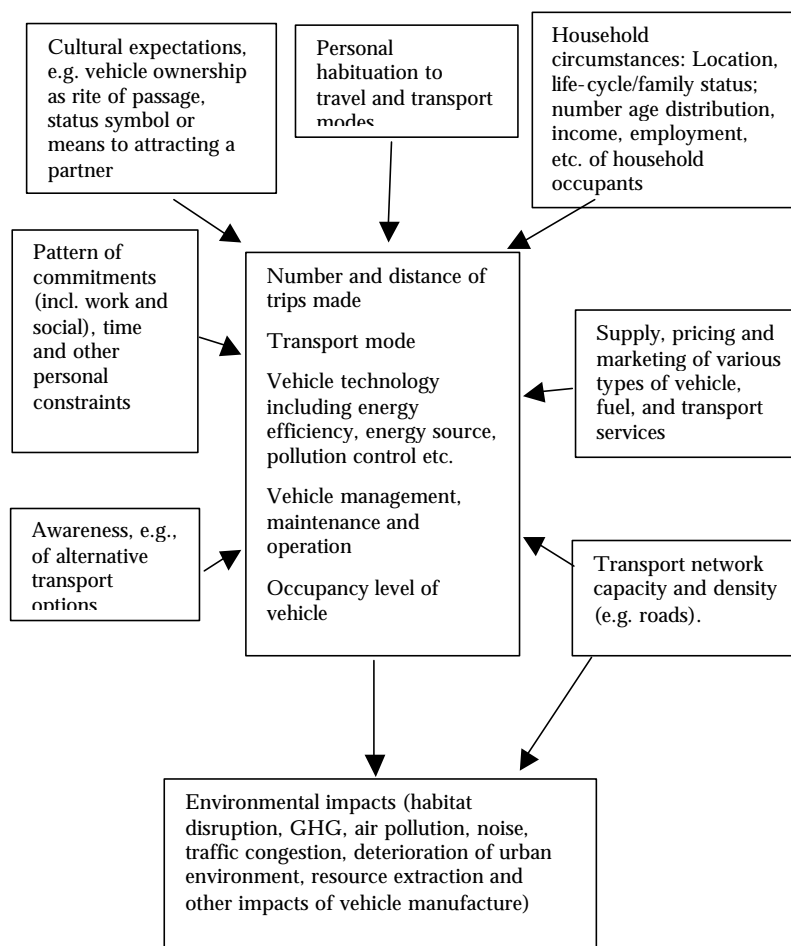 Cultural expectations,
e.g. vehicle ownership
as rite of passage,
status symbol or
means to attracting a
partner
Personal
habituation to
travel and transport
modes
Household
circumstances: Location,
life-cycle/family status;
number age distribution,
income, employment,
etc. of household
occupants
Pattern of
commitments
(incl. work and
social), time
and other
personal
constraints
Number and distance of
trips made
Transport mode
Vehicle technology
including energy
efficiency, energy source,
pollution control etc.
Vehicle management,
maintenance and
operation
Occupancy level of
vehicle
Supply, pricing and
marketing of various
types of vehicle,
fuel, and transport
services
Awareness, e.g.,
of alternative
transport
options
Transport network
capacity and density
(e.g. roads).
Environmental impacts (habitat
disruption, GHG, air pollution, noise,
traffic congestion, deterioration of urban
environment, resource extraction and
other impacts of vehicle manufacture)